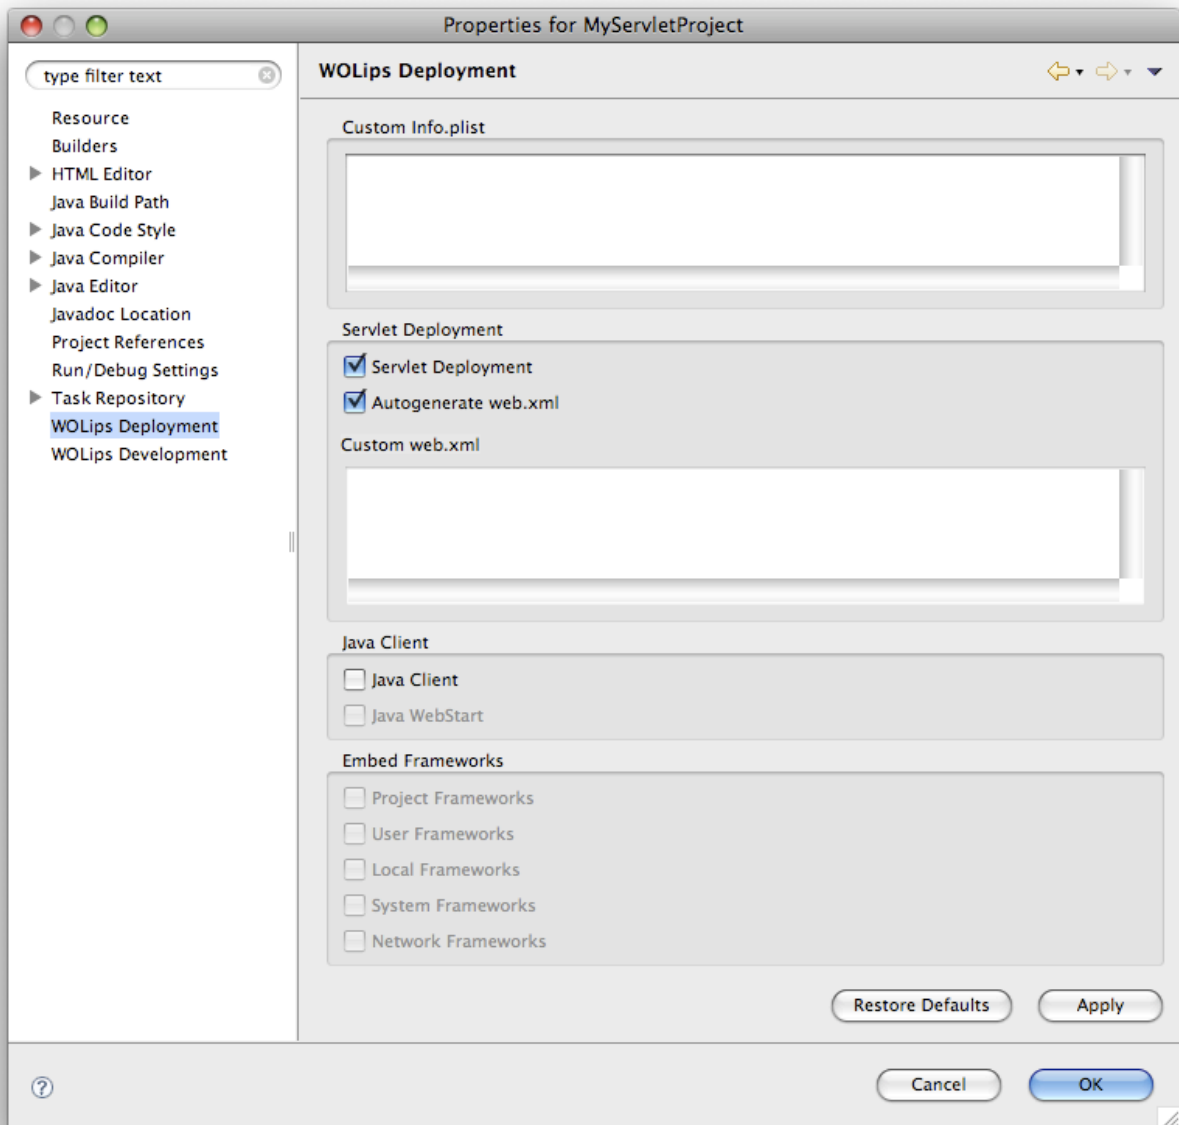 Properties for MyServletProject
type filter text
Resource
Builders
HTML Editor
Java Build Path
Java Code Style
Java Compiler
Java Editor
Javadoc Location
Project References
Run/Debug Settings
Task Repository
WOLips Deployment
WOLips Development
WOLips Deployment
Custom Info.plist
Servlet Deployment
Servlet Deployment
Autogenerate web.xml
Custom web.xml
Java Client
Java Client
Java WebStart
Embed Frameworks
Project Frameworks
User Frameworks
Local Frameworks
System Frameworks
Network Frameworks
Restore Defaults
Apply
?
Cancel
OK